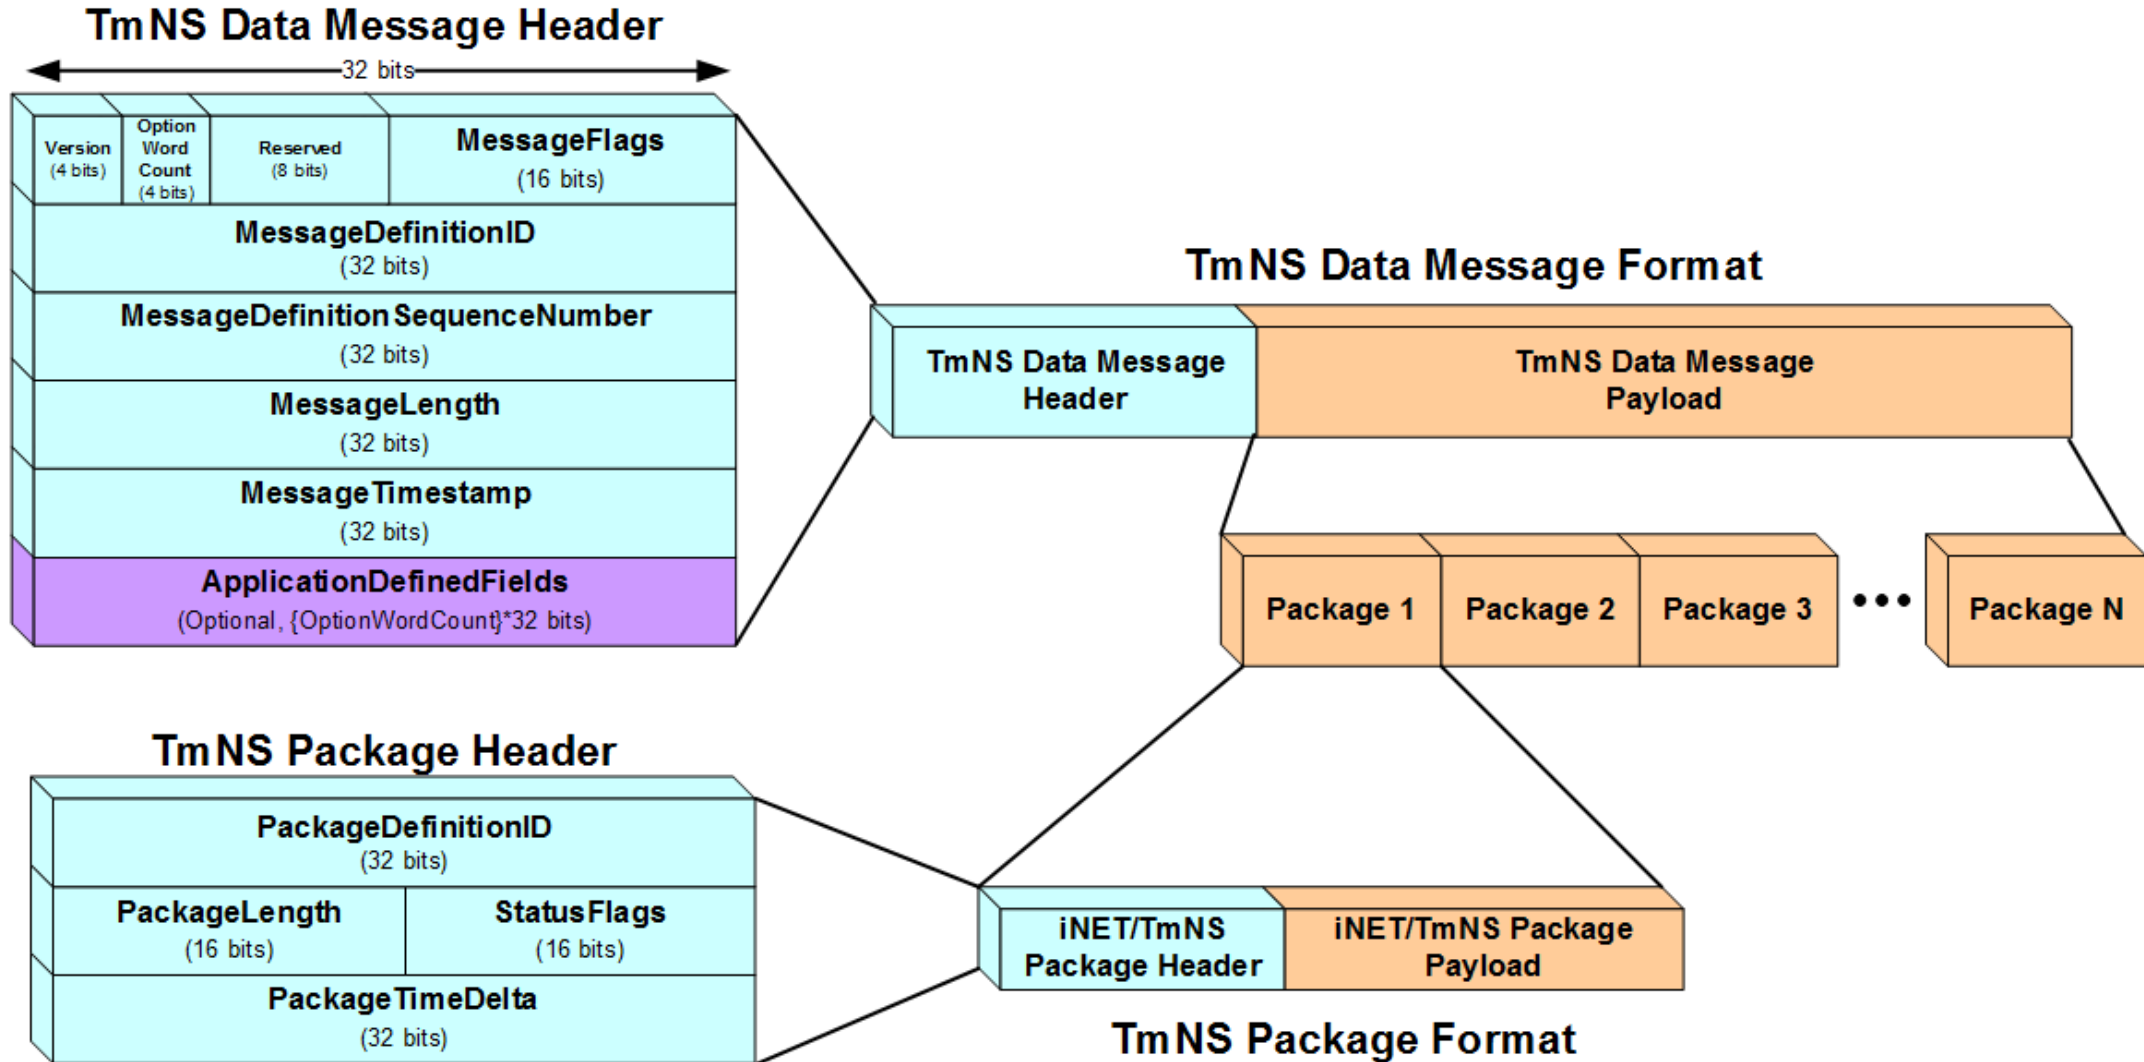 TmNS Data Message Header
32 bits
Version
(4 bits)
Option
Word
Count
(4 bits)
Reserved
(8 bits)
MessageFlags
(16 bits)
MessageDefinitionID
(32 bits)
MessageDefinitionSequenceNumber
(32 bits)
MessageLength
(32 bits)
MessageTimestamp
(32 bits)
ApplicationDefinedFields
(Optional, {OptionWordCount}*32 bits)
TmNS Data Message Format
TmNS Data Message
Header
TmNS Data Message
Payload
Package 1
Package 2
Package 3
•••
Package N
TmNS Package Header
PackageDefinitionID
(32 bits)
PackageLength
(16 bits)
StatusFlags
(16 bits)
PackageTimeDelta
(32 bits)
iNET/TmNS
Package Header
iNET/TmNS Package
Payload
TmNS Package Format